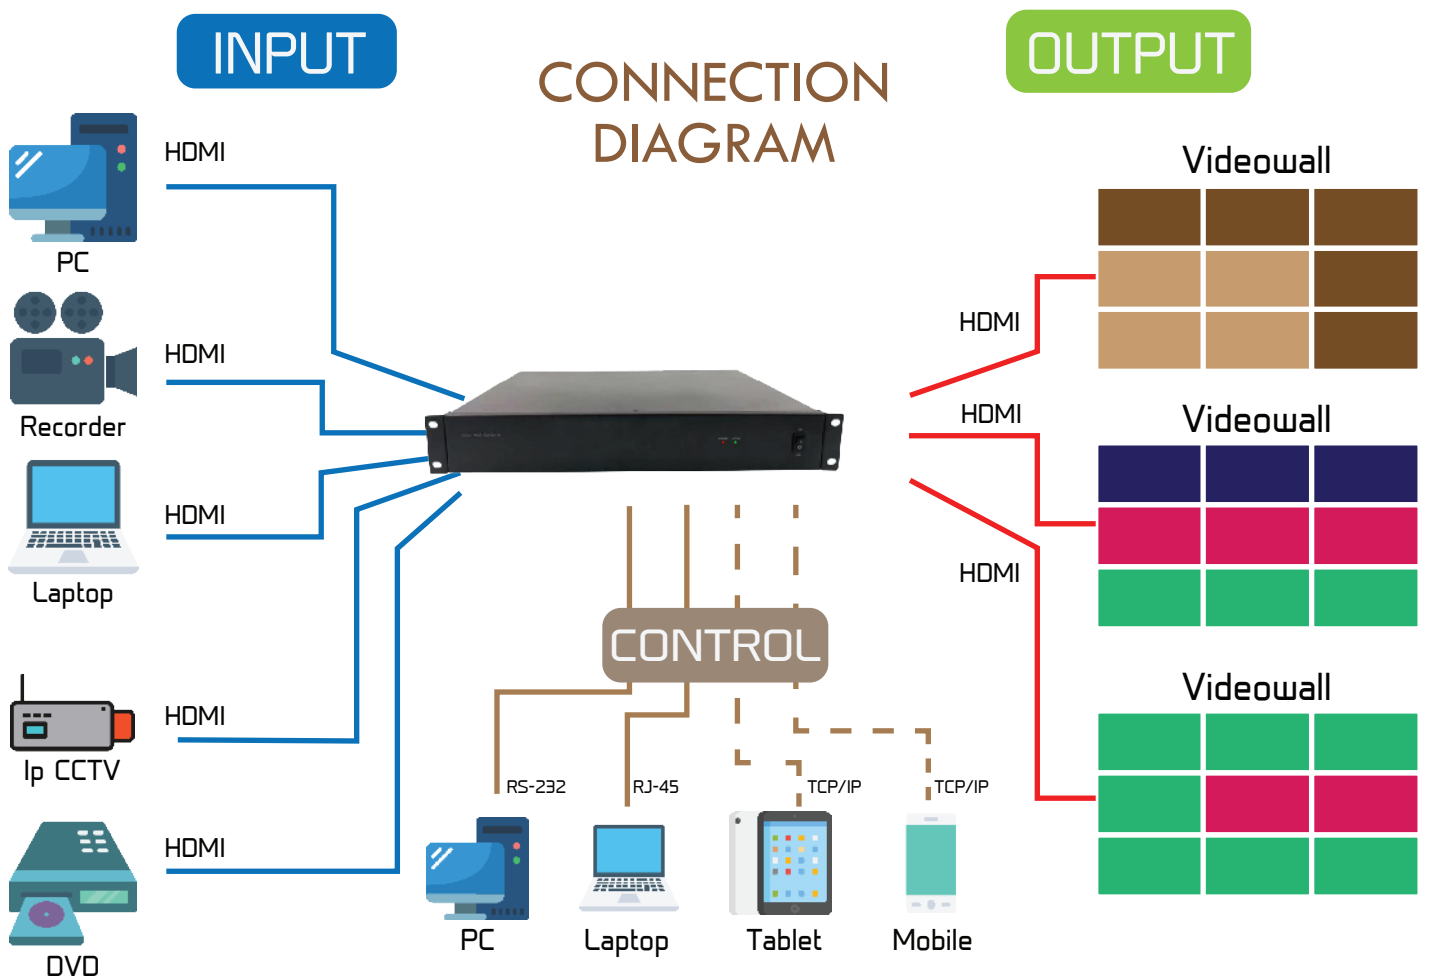 INPUT
CONNECTION
DIAGRAM
OUTPUT
HDMI
PC
HDMI
Recorder
HDMI
Laptop
HDMI
Ip CCTV
HDMI
DVD
CONTROL
RS-232
RJ-45
TCP/IP
TCP/IP
PC
Laptop
Tablet
Mobile
HDMI
HDMI
HDMI
Videowall
Videowall
Videowall